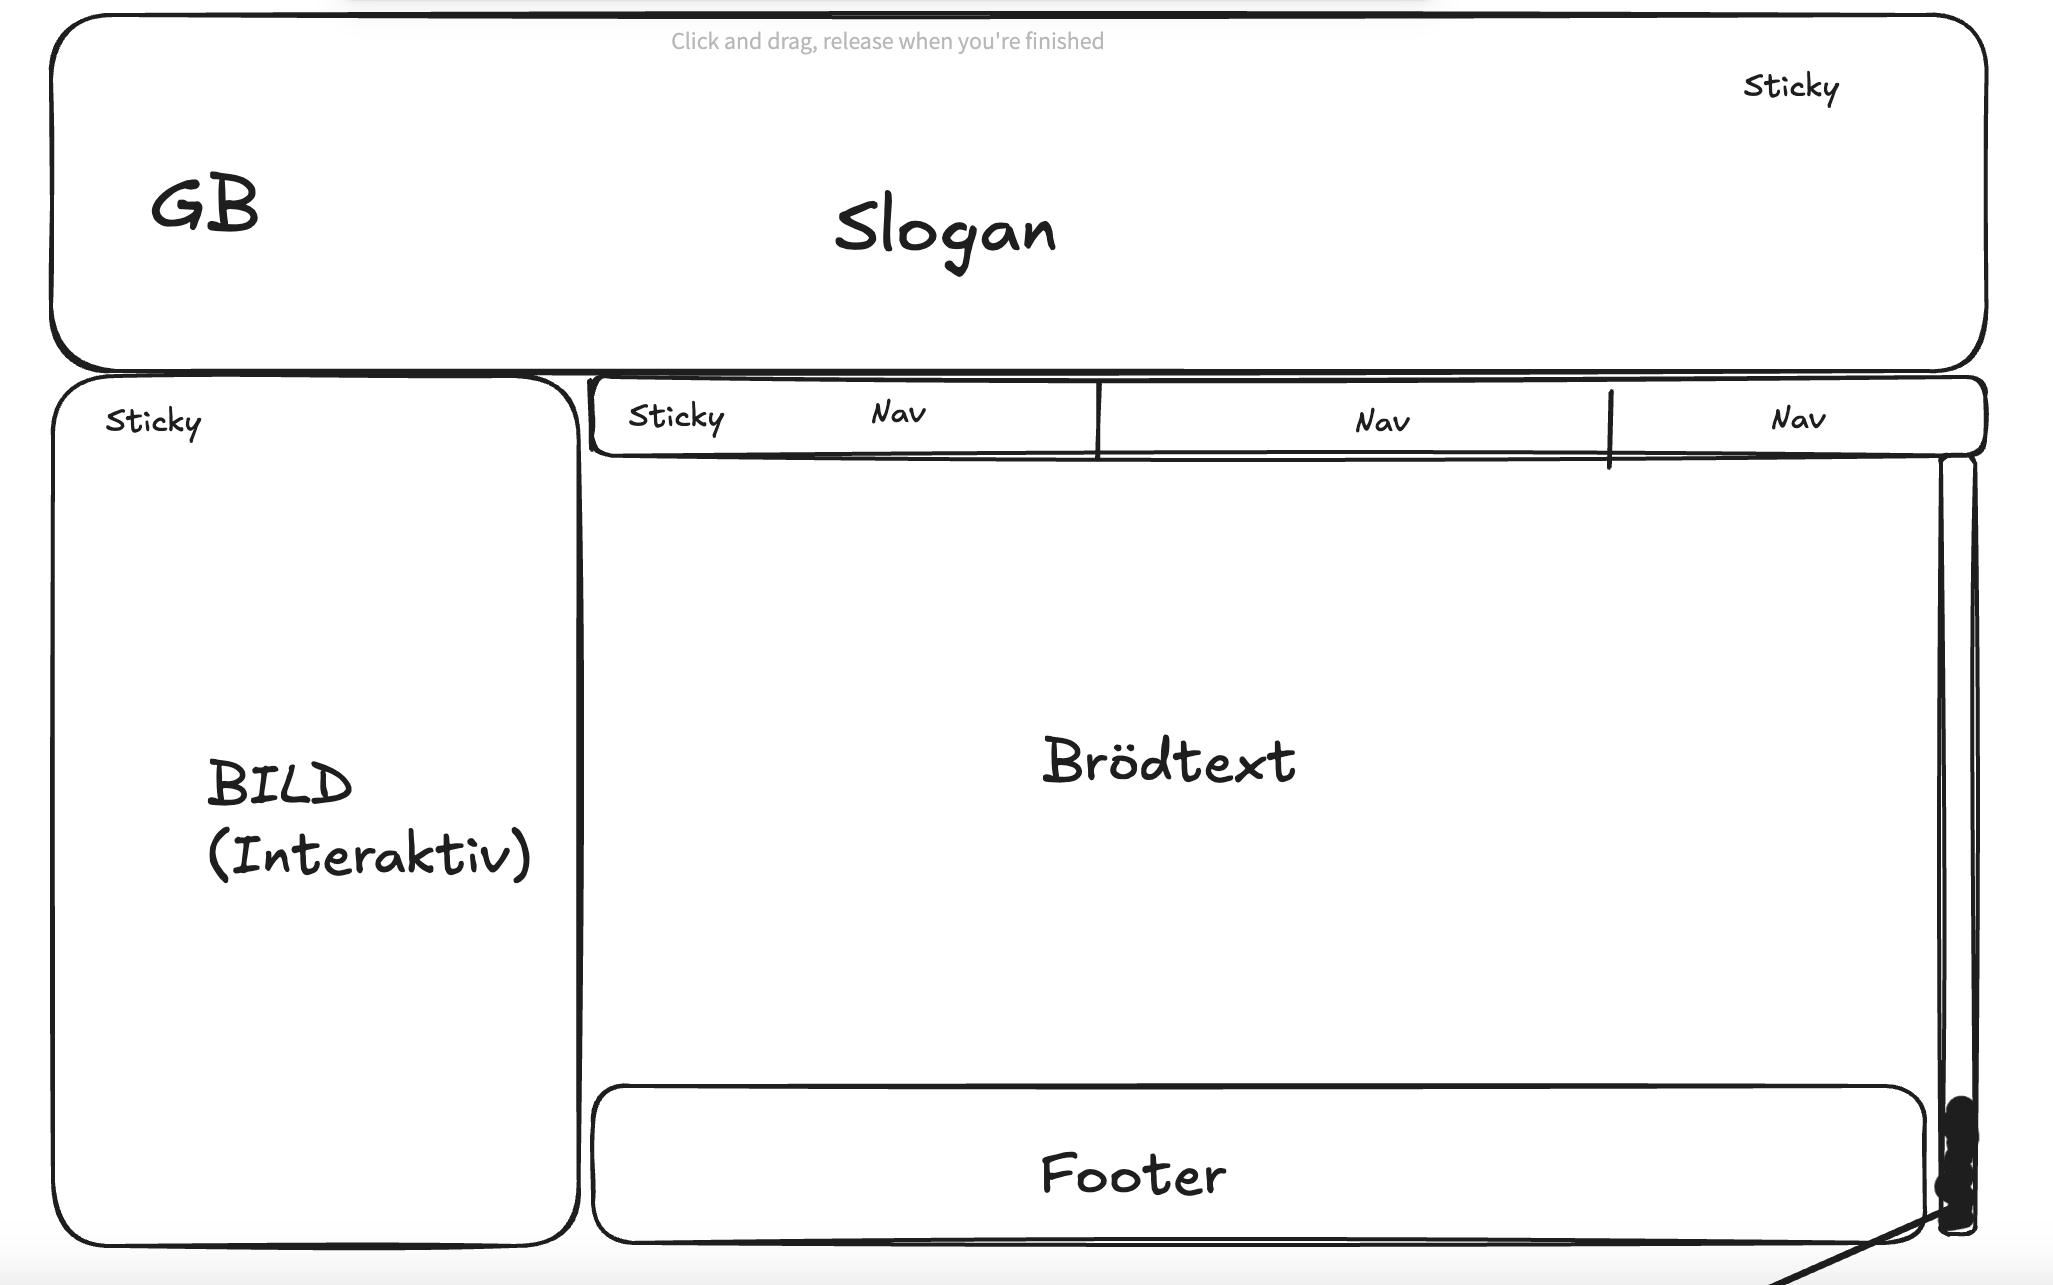 Click and drag, release when you're finished
Sticky
GB
Slogan
Sticky
Sticky
Nav
Nav
Nav
BILD
(Interaktiv)
Brödtext
Footer